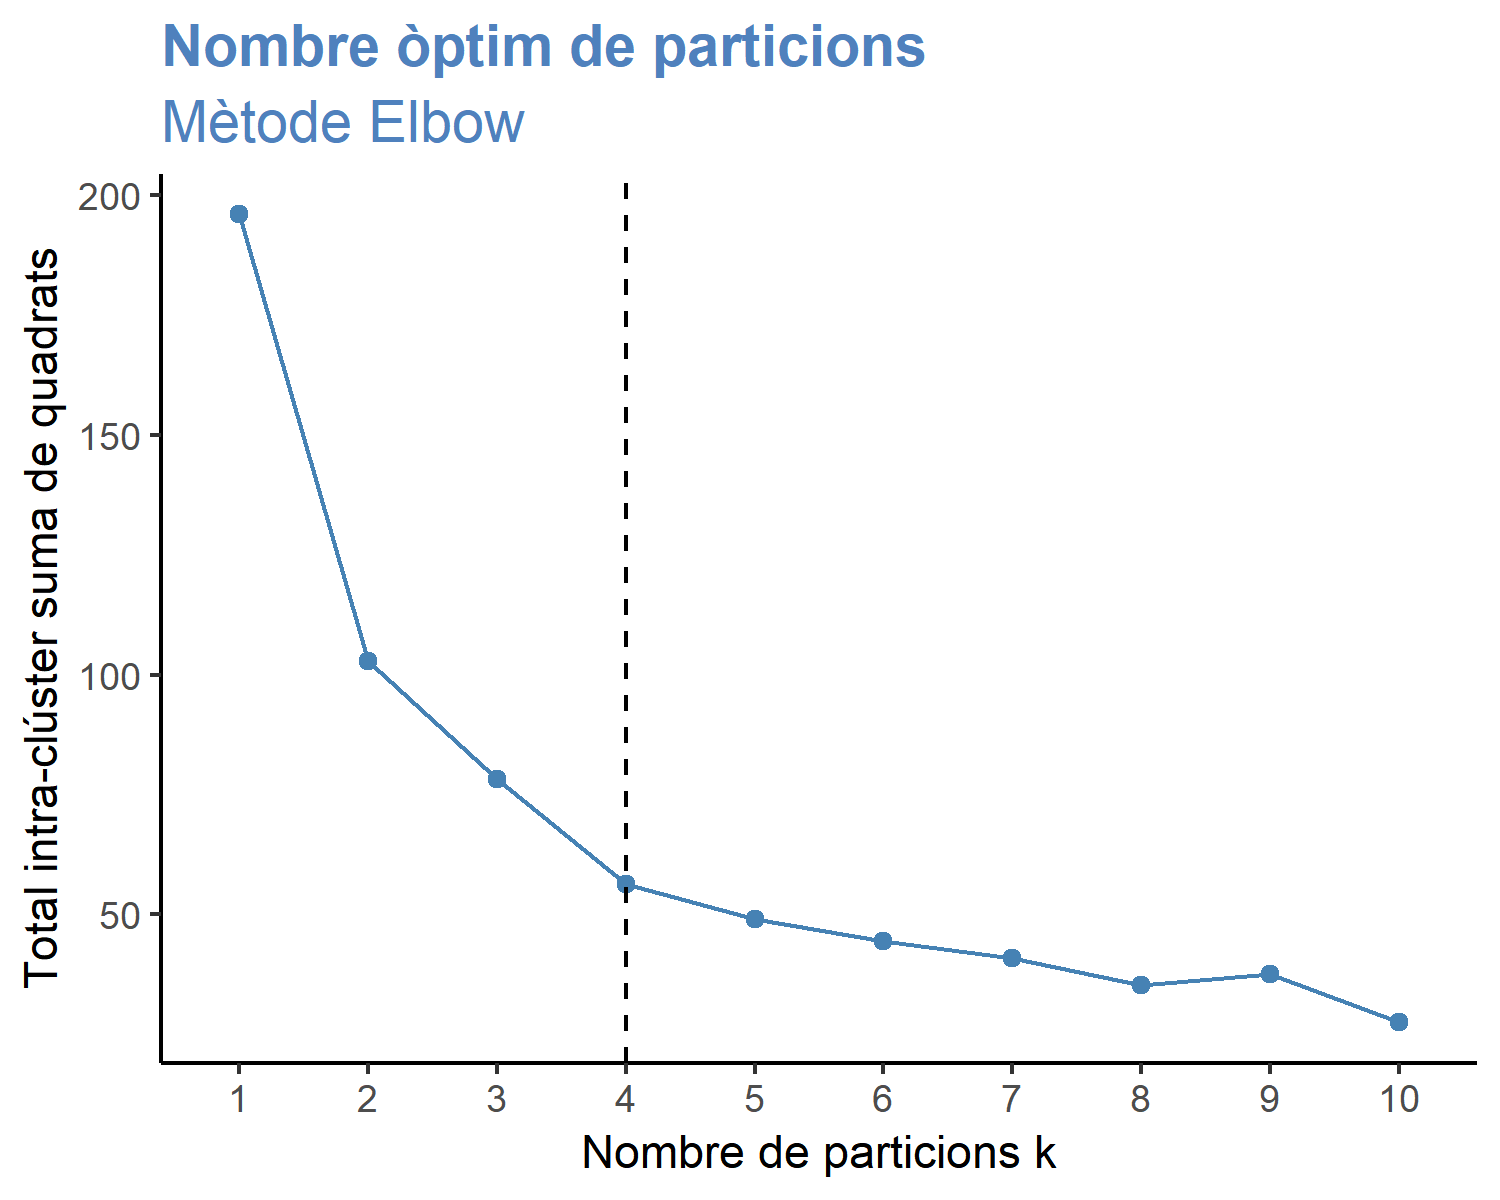 Nombre òptim de particions
Mètode Elbow
Total intra-clúster suma de quadrats
200
150
100
50
1 2 3 4 5 6 7 8 9 10
Nombre de particions k